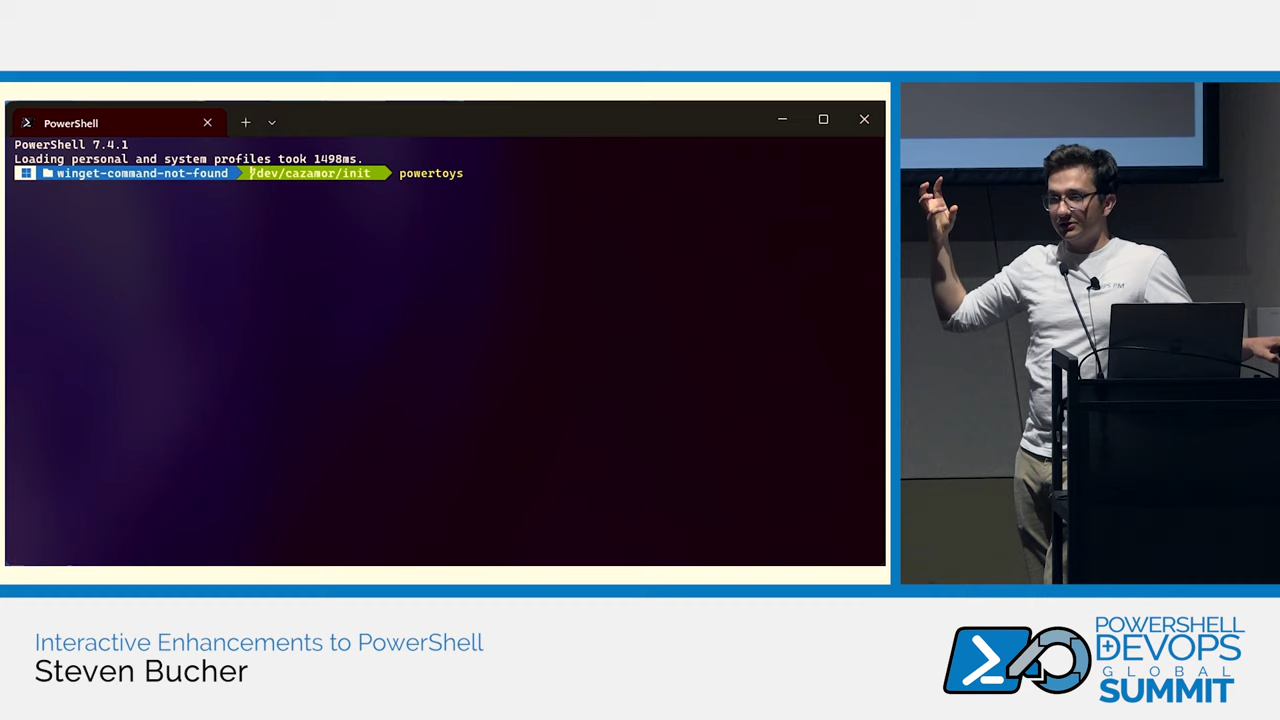 PowerShell
PowerShell 7.4.1
Loading personal and system profiles took 1498ms.
winget-command-not-found dev/cazamor/init powertoys
Interactive Enhancements to PowerShell
Steven Bucher
POWERSHELL
DEVOPS
GLOBAL
SUMMIT